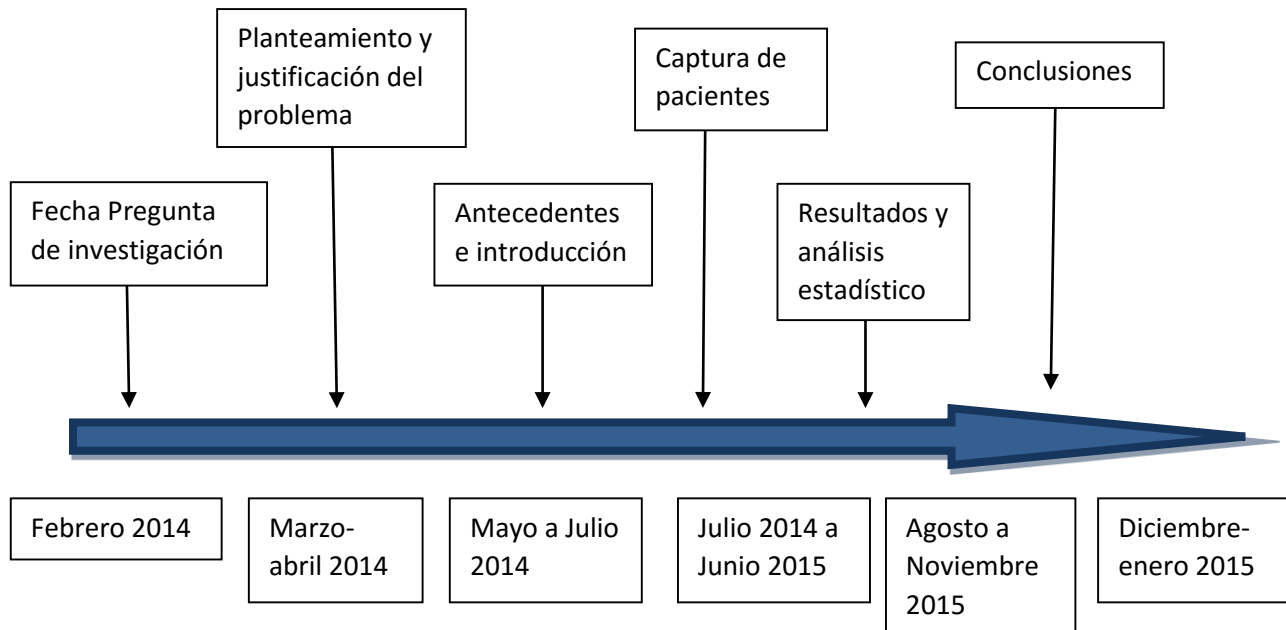 Planteamiento y
justificación del
problema
Captura de
pacientes
Conclusiones
Fecha Pregunta
de investigación
Antecedentes
e introducción
Resultados y
análisis
estadístico
Febrero 2014
Marzo-
abril 2014
Mayo a Julio
2014
Julio 2014 a
Junio 2015
Agosto a
Noviembre
2015
Diciembre-
enero 2015